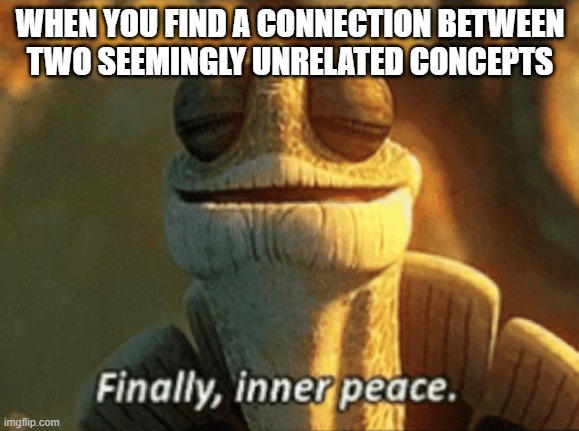 WHEN YOU FIND A CONNECTION BETWEEN
TWO SEEMINGLY UNRELATED CONCEPTS
Finally, inner peace.
imgflip.com